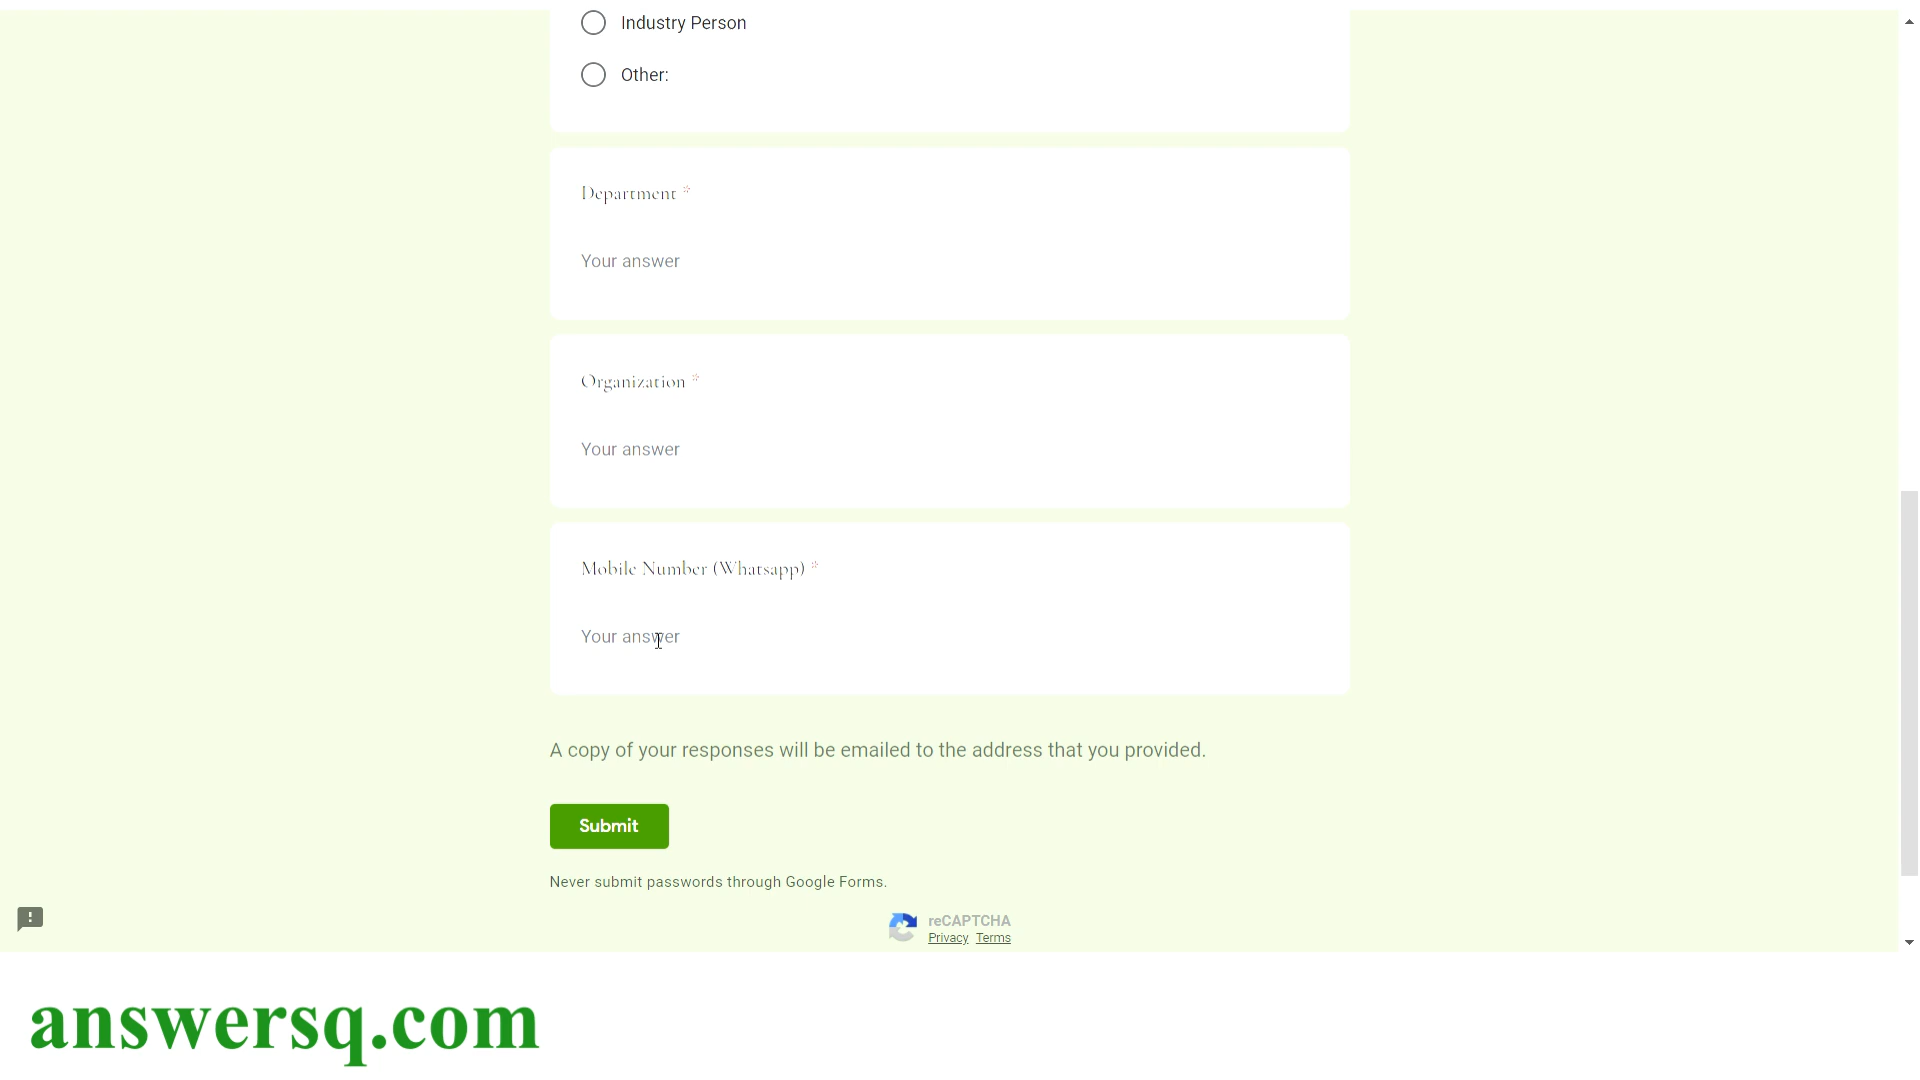 Industry Person
Other:
Department *
Your answer
Organization *
Your answer
Mobile Number (Whatsapp) *
Your answer
A copy of your responses will be emailed to the address that you provided.
Submit
Never submit passwords through Google Forms.
reCAPTCHA
Privacy Terms
answersq.com